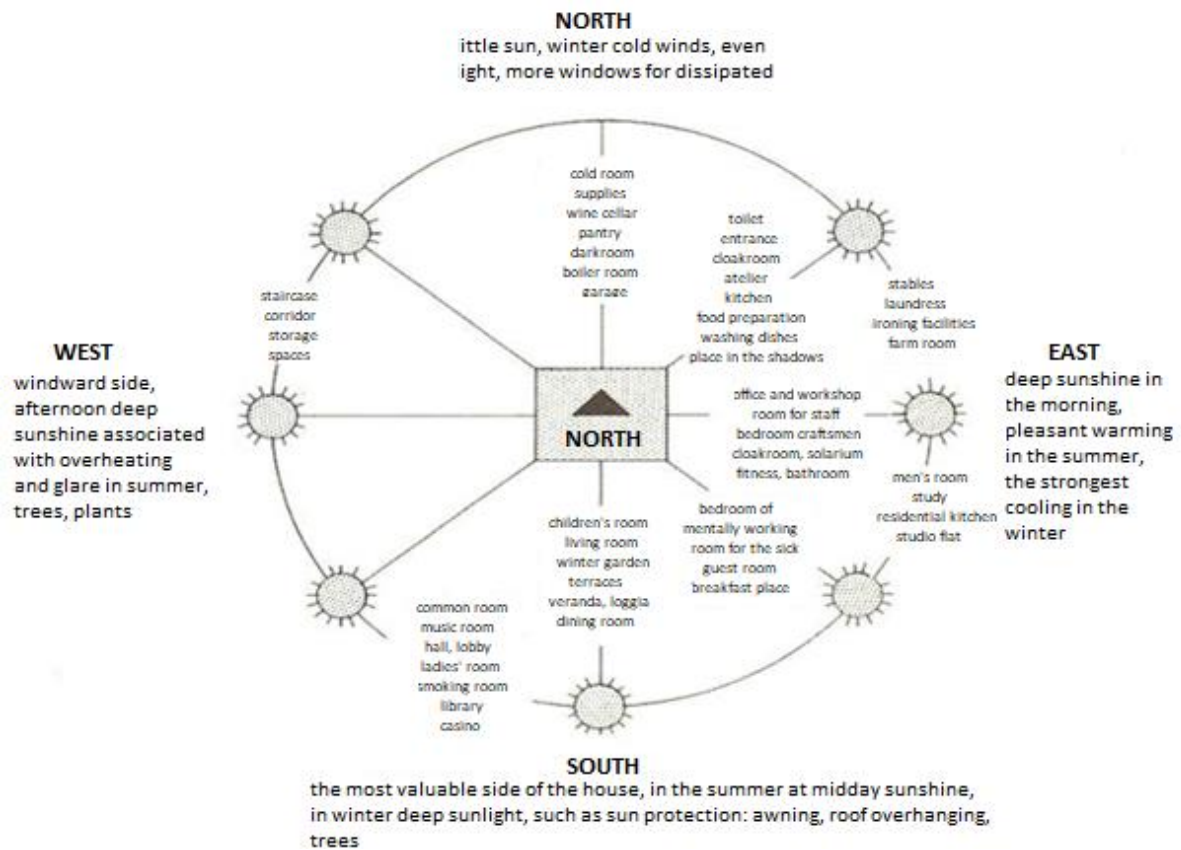 NORTH
ittle sun, winter cold winds, even
ight, more windows for dissipated
cold room
supplies
wine cellar
pantry
darkroom
boiler room
garage
toilet
entrance
cloakroom
atelier
kitchen
food preparation
washing dishes
place in the shadows
stables
laundress
ironing facilities
farm room
staircase
corridor
storage
spaces
WEST
windward side,
afternoon deep
sunshine associated
with overheating
and glare in summer,
trees, plants
NORTH
office and workshop
room for staff
bedroom craftsmen
cloakroom, solarium
fitness, bathroom
EAST
deep sunshine in
the morning,
pleasant warming
in the summer,
the strongest
cooling in the
winter
men's room
study
residential kitchen
studio flat
bedroom of
mentally working
room for the sick
guest room
breakfast place
children's room
living room
winter garden
terraces
veranda, loggia
dining room
common room
music room
hall, lobby
ladies' room
smoking room
library
casino
SOUTH
the most valuable side of the house, in the summer at midday sunshine,
in winter deep sunlight, such as sun protection: awning, roof overhanging,
trees